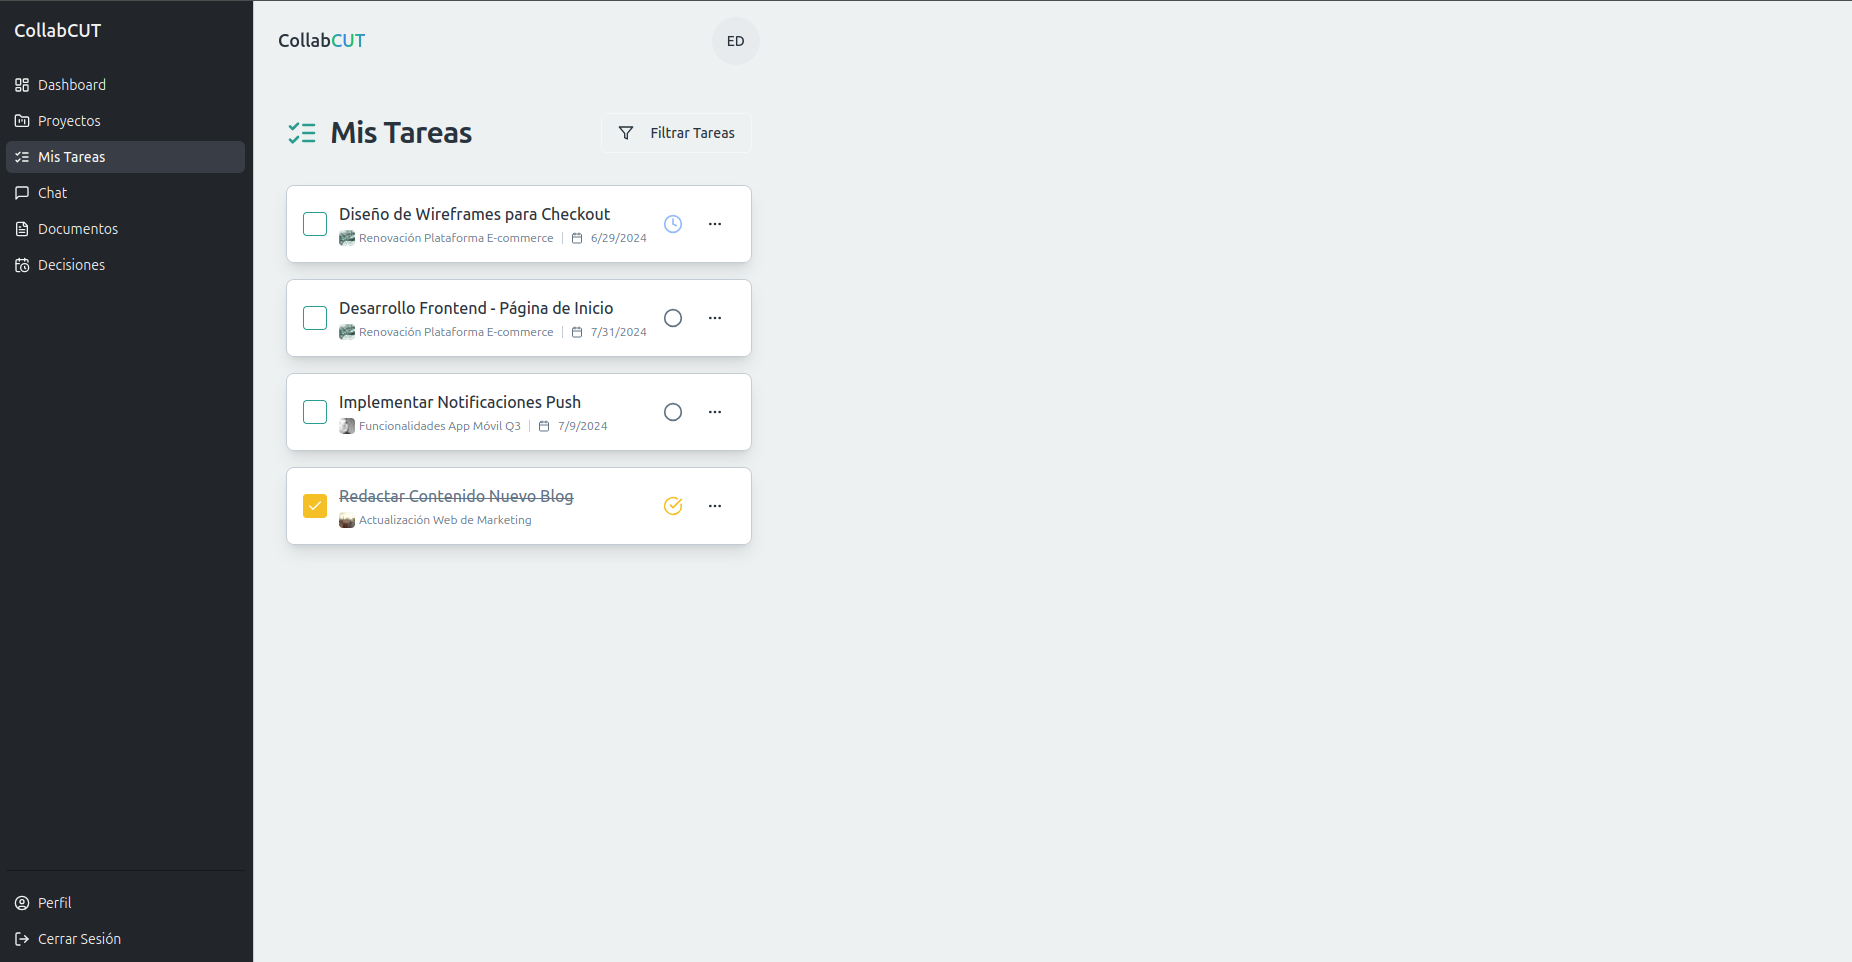 CollabCUT
Dashboard
Proyectos
Mis Tareas
Chat
Documentos
Decisiones
Perfil
Cerrar Sesión
CollabCUT
ED
Mis Tareas
Filtrar Tareas
Diseño de Wireframes para Checkout
Renovación Plataforma E-commerce | 6/29/2024
Desarrollo Frontend - Página de Inicio
Renovación Plataforma E-commerce | 7/31/2024
Implementar Notificaciones Push
Funcionalidades App Móvil Q3 | 7/9/2024
Redactar Contenido Nuevo Blog
Actualización Web de Marketing